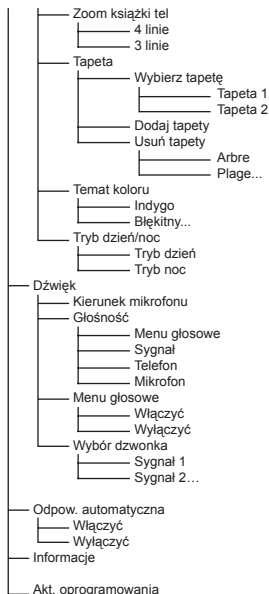 Zoom książki tel
4 linie
3 linie
Tapeta
Wybierz tapetę
Tapeta 1
Tapeta 2
Dodaj tapety
Usuń tapety
Arbre
Plage...
Temat koloru
Indygo
Błękitny...
Tryb dzień/noc
Tryb dzień
Tryb noc
Dźwięk
Kierunek mikrofonu
Głośność
Menu głosowe
Sygnał
Telefon
Mikrofon
Menu głosowe
Włączyć
Wyłączyć
Wybór dzwonka
Sygnał 1
Sygnał 2…
Odpow. automatyczna
Włączyć
Wyłączyć
Informacje
Akt. oprogramowania